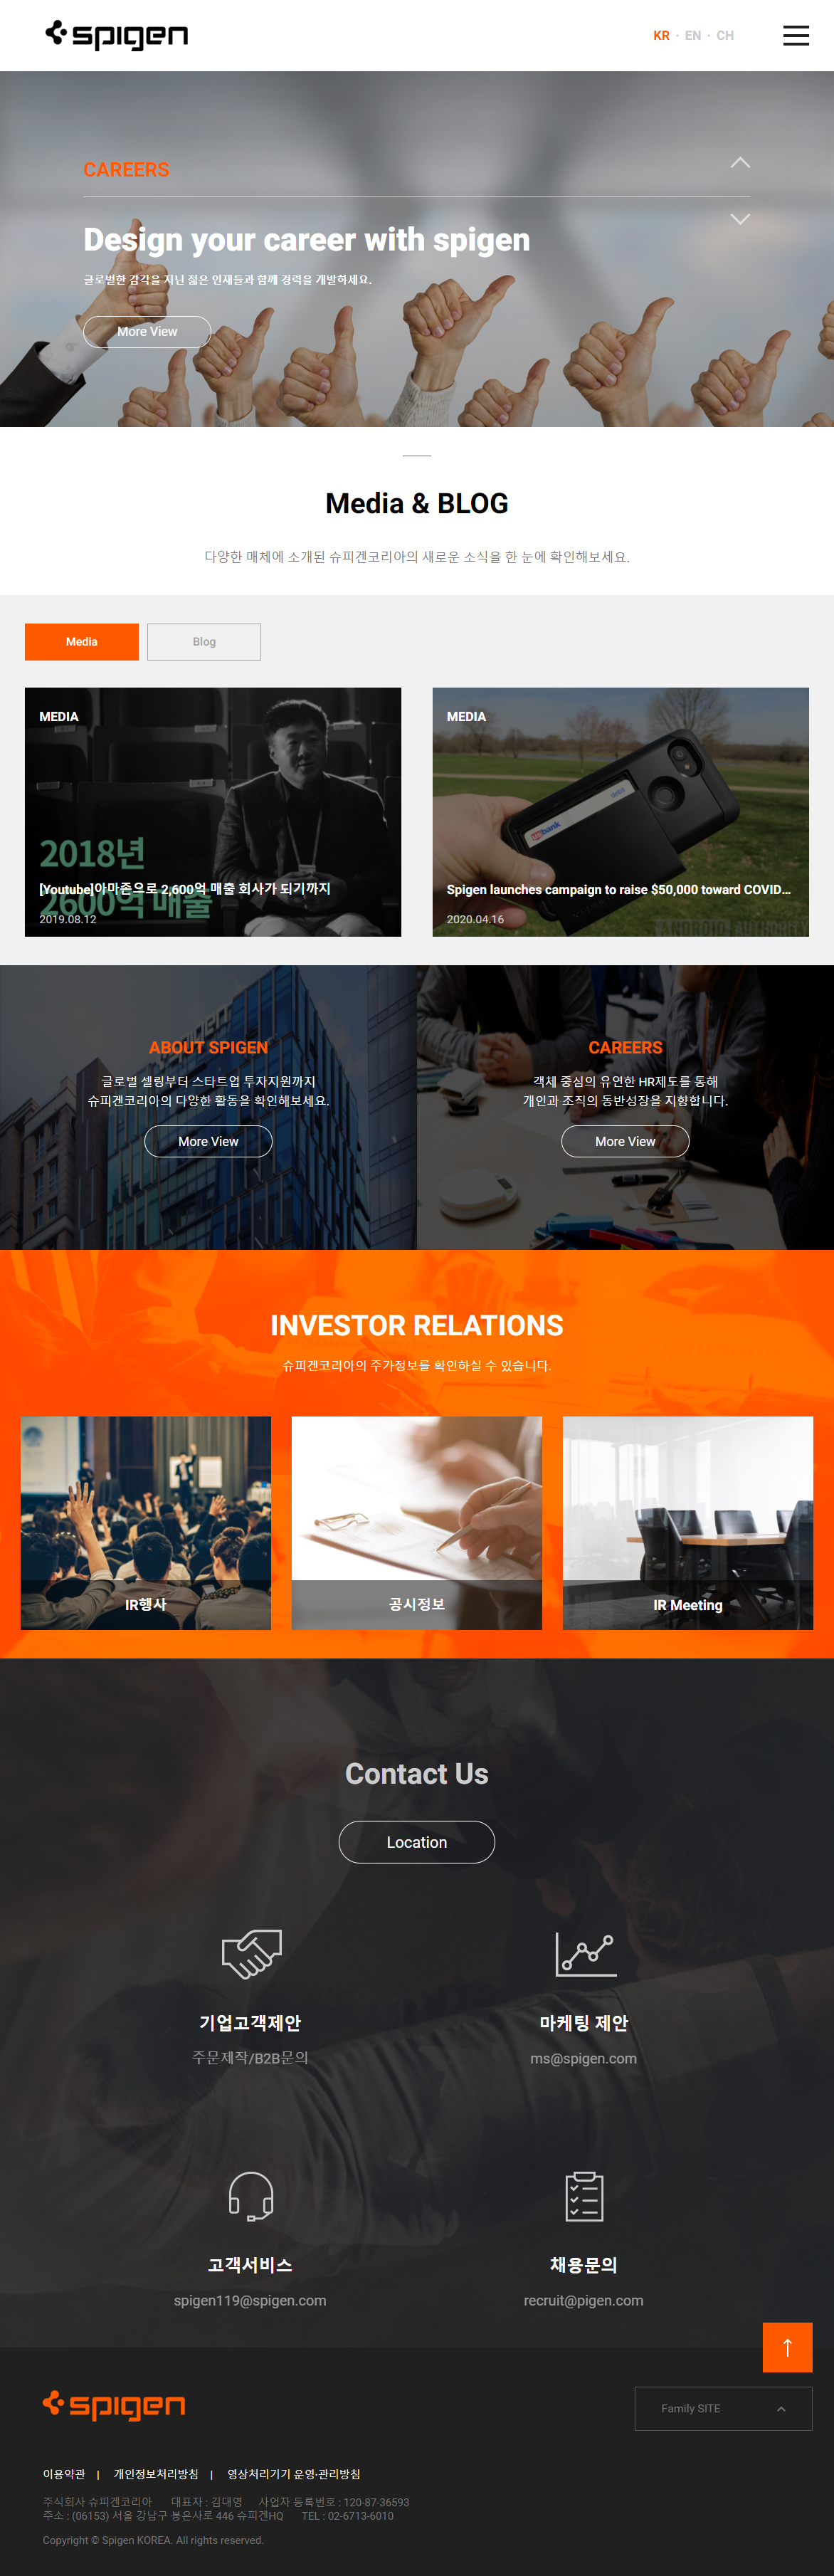 spigen
KR · EN · CH
CAREERS
Design your career with spigen
글로벌한 감각을 지닌 젊은 인재들과 함께 경력을 개발하세요.
More View
Media & BLOG
다양한 매체에 소개된 슈피겐코리아의 새로운 소식을 한 눈에 확인해보세요.
Media
Blog
MEDIA
2018년
[Youtube]아마존으로 2,600억 매출 회사가 되기까지
2600억 매출
2019.08.12
MEDIA
usbank
debit
Spigen launches campaign to raise $50,000 toward COVID...
2020.04.16
ANDROID AUTHORITY
ABOUT SPIGEN
글로벌 셀링부터 스타트업 투자지원까지
슈피겐코리아의 다양한 활동을 확인해보세요.
More View
CAREERS
객체 중심의 유연한 HR제도를 통해
개인과 조직의 동반성장을 지향합니다.
More View
INVESTOR RELATIONS
슈피겐코리아의 주가정보를 확인하실 수 있습니다.
IR행사
공시정보
IR Meeting
Contact Us
Location
기업고객제안
주문제작/B2B문의
마케팅 제안
ms@spigen.com
고객서비스
spigen119@spigen.com
채용문의
recruit@pigen.com
spigen
Family SITE
이용약관 | 개인정보처리방침 | 영상처리기기 운영·관리방침
주식회사 슈피겐코리아 대표자 : 김대영 사업자 등록번호 : 120-87-36593
주소 : (06153) 서울 강남구 봉은사로 446 슈피겐HQ TEL : 02-6713-6010
Copyright © Spigen KOREA. All rights reserved.